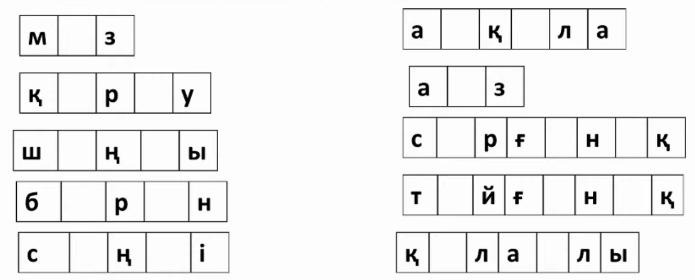 м з
қ р у
ш ң ы
б р н
с ң і
а қ л а
а з
с р ғ н қ
т й ғ н қ
қ л а л ы